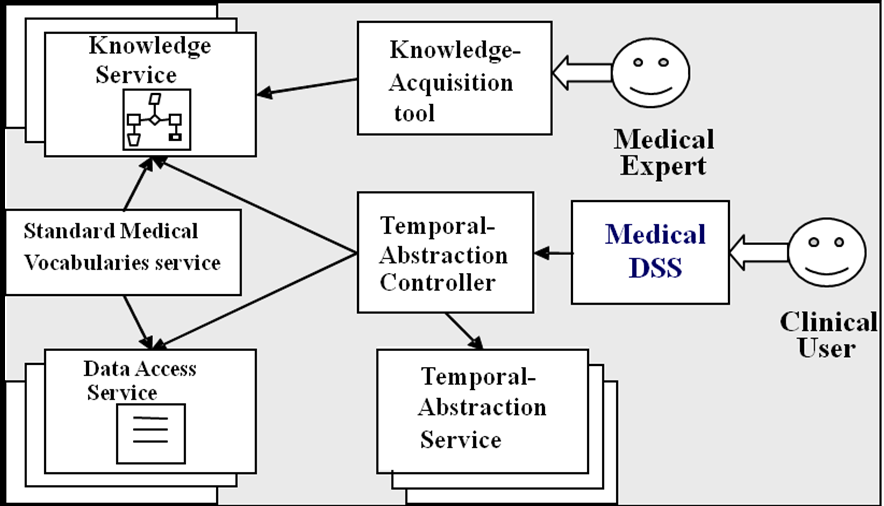 Knowledge
Service
Knowledge-
Acquisition
tool
Medical
Expert
Standard Medical
Vocabularies service
Temporal-
Abstraction
Controller
Medical
DSS
Clinical
User
Data Access
Service
Temporal-
Abstraction
Service